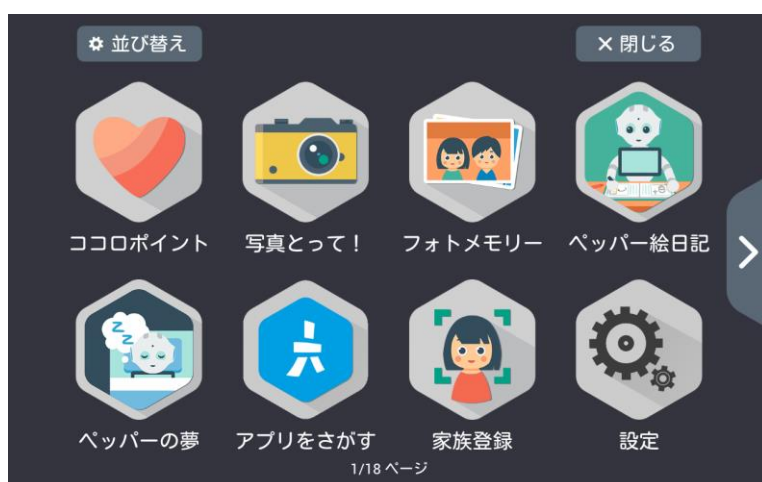 並び替え
閉じる
ココロポイント
写真とって！
フォトメモリー
ペッパー絵日記
z z
ペッパーの夢
アプリをさがす
家族登録
設定
1/18 ページ